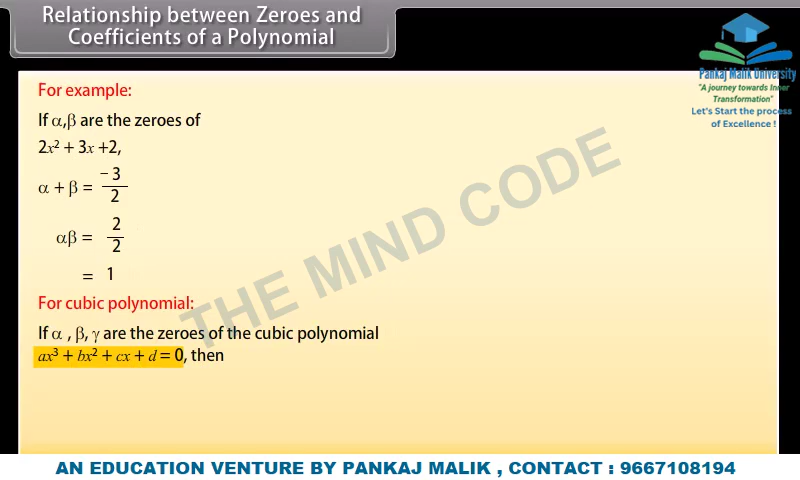 Relationship between Zeroes and
Coefficients of a Polynomial
Pankaj Malik University
"A journey towards Inner
Transformation"
Let's Start the process
of Excellence !
For example:
If α,β are the zeroes of
2x² + 3x +2,
α + β = −3/2
αβ = 2/2
= 1
For cubic polynomial:
If α , β, γ are the zeroes of the cubic polynomial
ax³ + bx² + cx + d = 0, then
THE MIND CODE
AN EDUCATION VENTURE BY PANKAJ MALIK , CONTACT : 9667108194